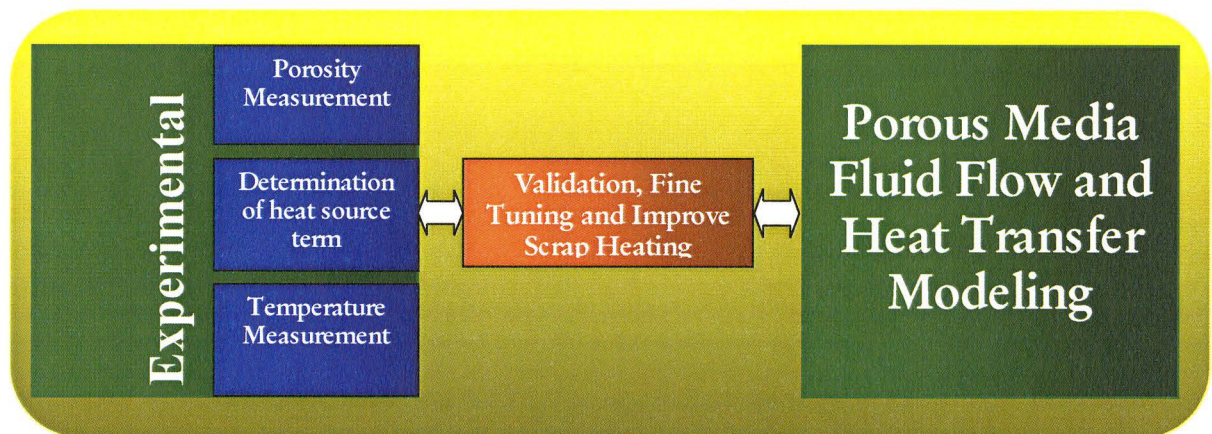 Experimental
Porosity
Measurement
Determination
of heat source
term
Temperature
Measurement
Validation, Fine
Tuning and Improve
Scrap Heating
Porous Media
Fluid Flow and
Heat Transfer
Modeling